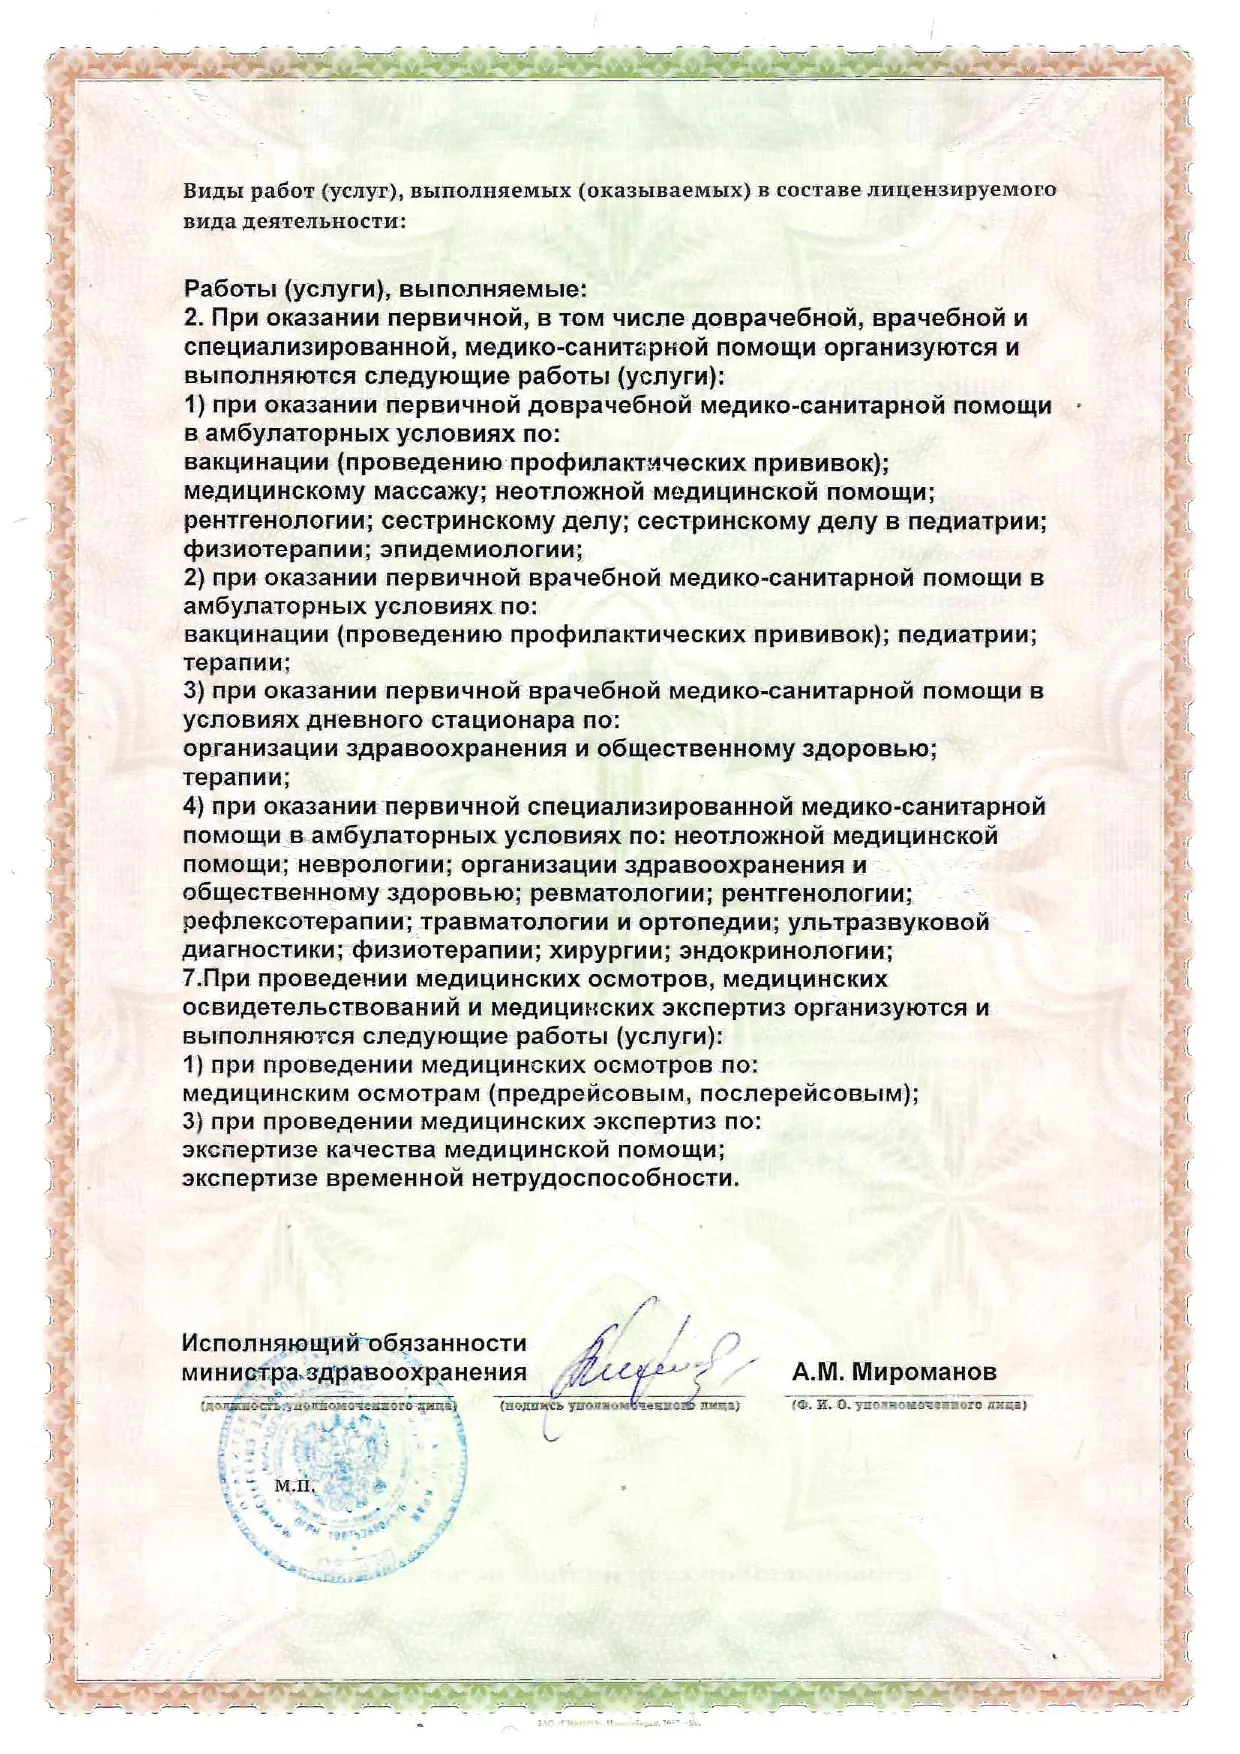 Виды работ (услуг), выполняемых (оказываемых) в составе лицензируемого
вида деятельности:
Работы (услуги), выполняемые:
2. При оказании первичной, в том числе доврачебной, врачебной и
специализированной, медико-санитарной помощи организуются и
выполняются следующие работы (услуги):
1) при оказании первичной доврачебной медико-санитарной помощи
в амбулаторных условиях по:
вакцинации (проведению профилактических прививок);
медицинскому массажу; неотложной медицинской помощи;
рентгенологии; сестринскому делу; сестринскому делу в педиатрии;
физиотерапии; эпидемиологии;
2) при оказании первичной врачебной медико-санитарной помощи в
амбулаторных условиях по:
вакцинации (проведению профилактических прививок); педиатрии;
терапии;
3) при оказании первичной врачебной медико-санитарной помощи в
условиях дневного стационара по:
организации здравоохранения и общественному здоровью;
терапии;
4) при оказании первичной специализированной медико-санитарной
помощи в амбулаторных условиях по: неотложной медицинской
помощи; неврологии; организации здравоохранения и
общественному здоровью; ревматологии; рентгенологии;
рефлексотерапии; травматологии и ортопедии; ультразвуковой
диагностики; физиотерапии; хирургии; эндокринологии;
7.При проведении медицинских осмотров, медицинских
освидетельствований и медицинских экспертиз организуются и
выполняются следующие работы (услуги):
1) при проведении медицинских осмотров по:
медицинским осмотрам (предрейсовым, послерейсовым);
3) при проведении медицинских экспертиз по:
экспертизе качества медицинской помощи;
экспертизе временной нетрудоспособности.
Исполняющий обязанности
министра здравоохранения
А.М. Мироманов
(должность уполномоченного лица)
(подпись уполномоченного лица)
(Ф. И. О. уполномоченного лица)
М.П.